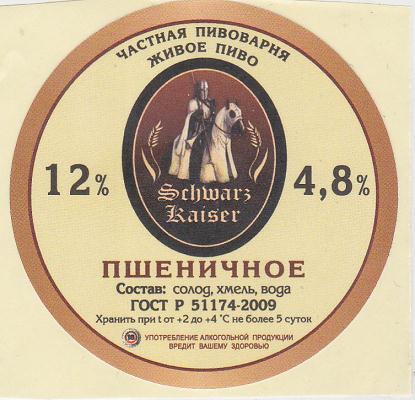 ЧАСТНАЯ ПИВОВАРНЯ
ЖИВОЕ ПИВО
12%
4,8%
Schwarz
Kaiser
ПШЕНИЧНОЕ
Состав: солод, хмель, вода
ГОСТ Р 51174-2009
Хранить при t от +2 до +4 °С не более 5 суток
18
УПОТРЕБЛЕНИЕ АЛКОГОЛЬНОЙ ПРОДУКЦИИ
ВРЕДИТ ВАШЕМУ ЗДОРОВЬЮ